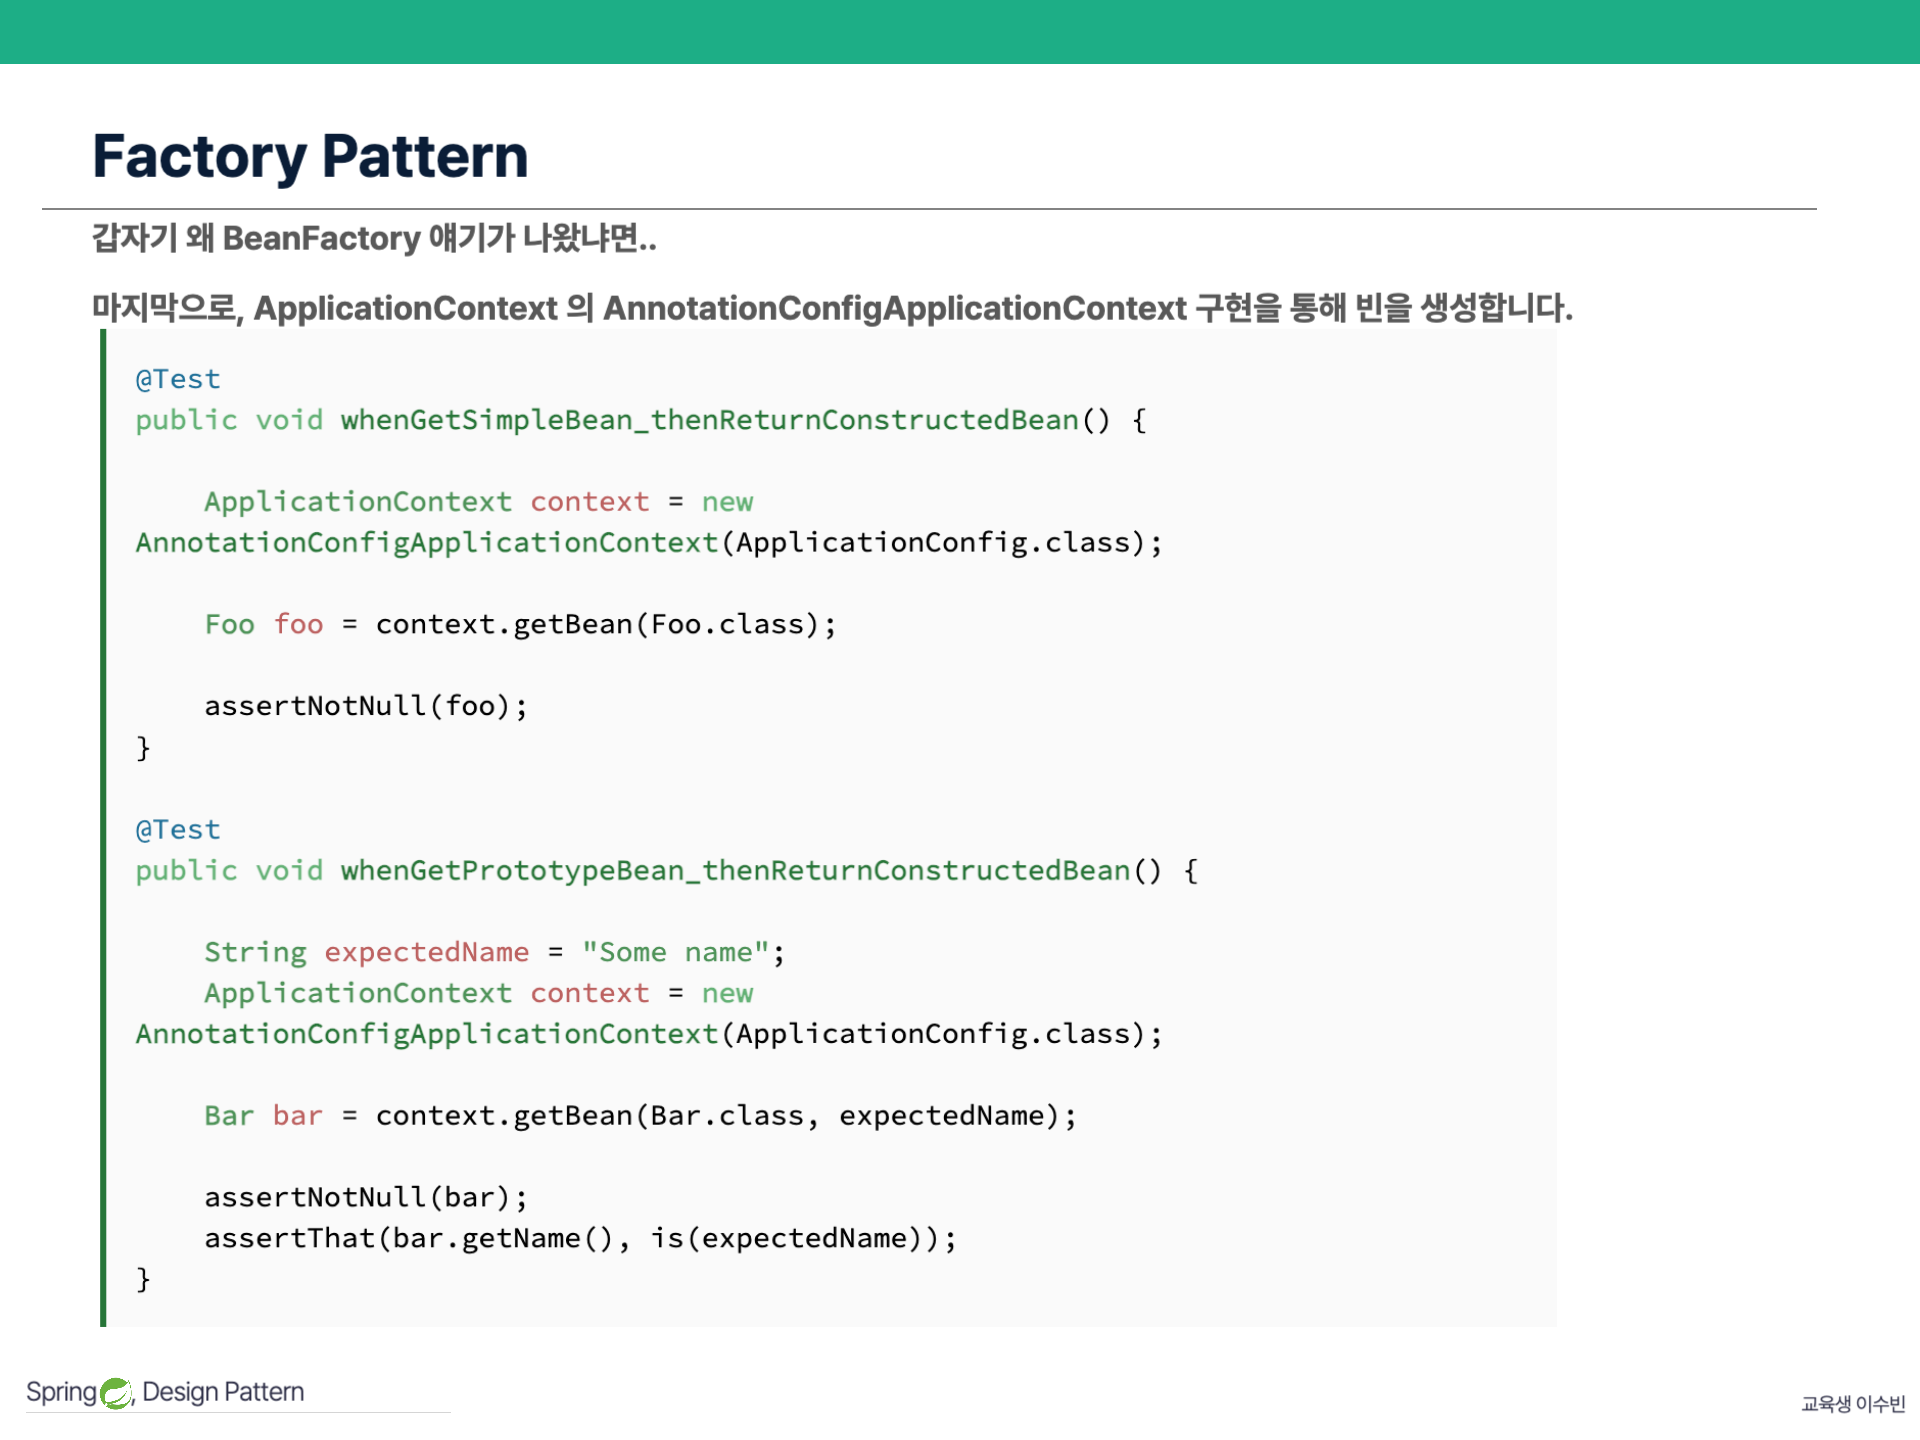 Factory Pattern
갑자기 왜 BeanFactory 얘기가 나왔냐면..
마지막으로, ApplicationContext 의 AnnotationConfigApplicationContext 구현을 통해 빈을 생성합니다.
@Test
public void whenGetSimpleBean_thenReturnConstructedBean() {
    ApplicationContext context = new
AnnotationConfigApplicationContext(ApplicationConfig.class);
    Foo foo = context.getBean(Foo.class);
    assertNotNull(foo);
}
@Test
public void whenGetPrototypeBean_thenReturnConstructedBean() {
    String expectedName = "Some name";
    ApplicationContext context = new
AnnotationConfigApplicationContext(ApplicationConfig.class);
    Bar bar = context.getBean(Bar.class, expectedName);
    assertNotNull(bar);
    assertThat(bar.getName(), is(expectedName));
}
Spring , Design Pattern
교육생 이수빈